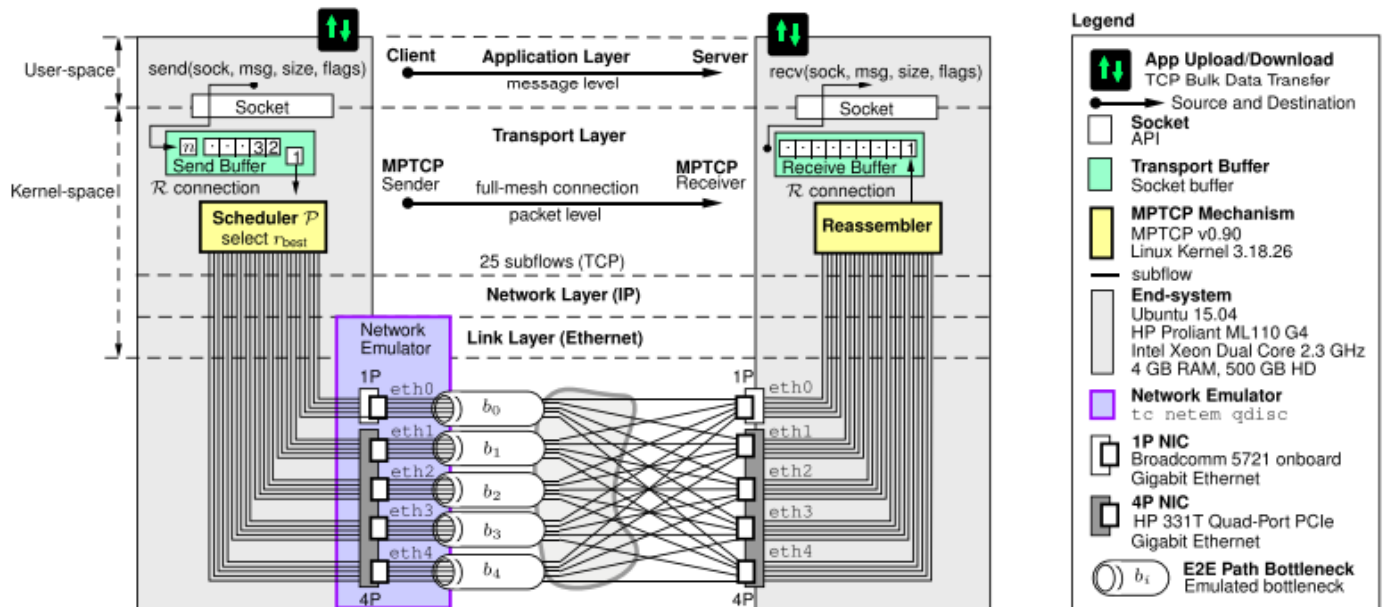 Legend
User-space
send(sock, msg, size, flags)
Client
Application Layer
Server
message level
recv(sock, msg, size, flags)
Socket
Socket
Kernel-space
n · · · 3 2
1
Send Buffer
ℛ connection
Transport Layer
MPTCP
Sender
full-mesh connection
MPTCP
Receiver
packet level
· · · · · · · · · 1
Receive Buffer
ℛ connection
Scheduler 𝒫
select r_best
Reassembler
25 subflows (TCP)
Network Layer (IP)
Network
Emulator
Link Layer (Ethernet)
1P
eth0
b_0
1P
eth0
eth1
b_1
eth1
eth2
b_2
eth2
eth3
b_3
eth3
eth4
b_4
eth4
4P
4P
App Upload/Download
TCP Bulk Data Transfer
Source and Destination
Socket
API
Transport Buffer
Socket buffer
MPTCP Mechanism
MPTCP v0.90
Linux Kernel 3.18.26
subflow
End-system
Ubuntu 15.04
HP Proliant ML110 G4
Intel Xeon Dual Core 2.3 GHz
4 GB RAM, 500 GB HD
Network Emulator
tc netem qdisc
1P NIC
Broadcomm 5721 onboard
Gigabit Ethernet
4P NIC
HP 331T Quad-Port PCIe
Gigabit Ethernet
b_i
E2E Path Bottleneck
Emulated bottleneck